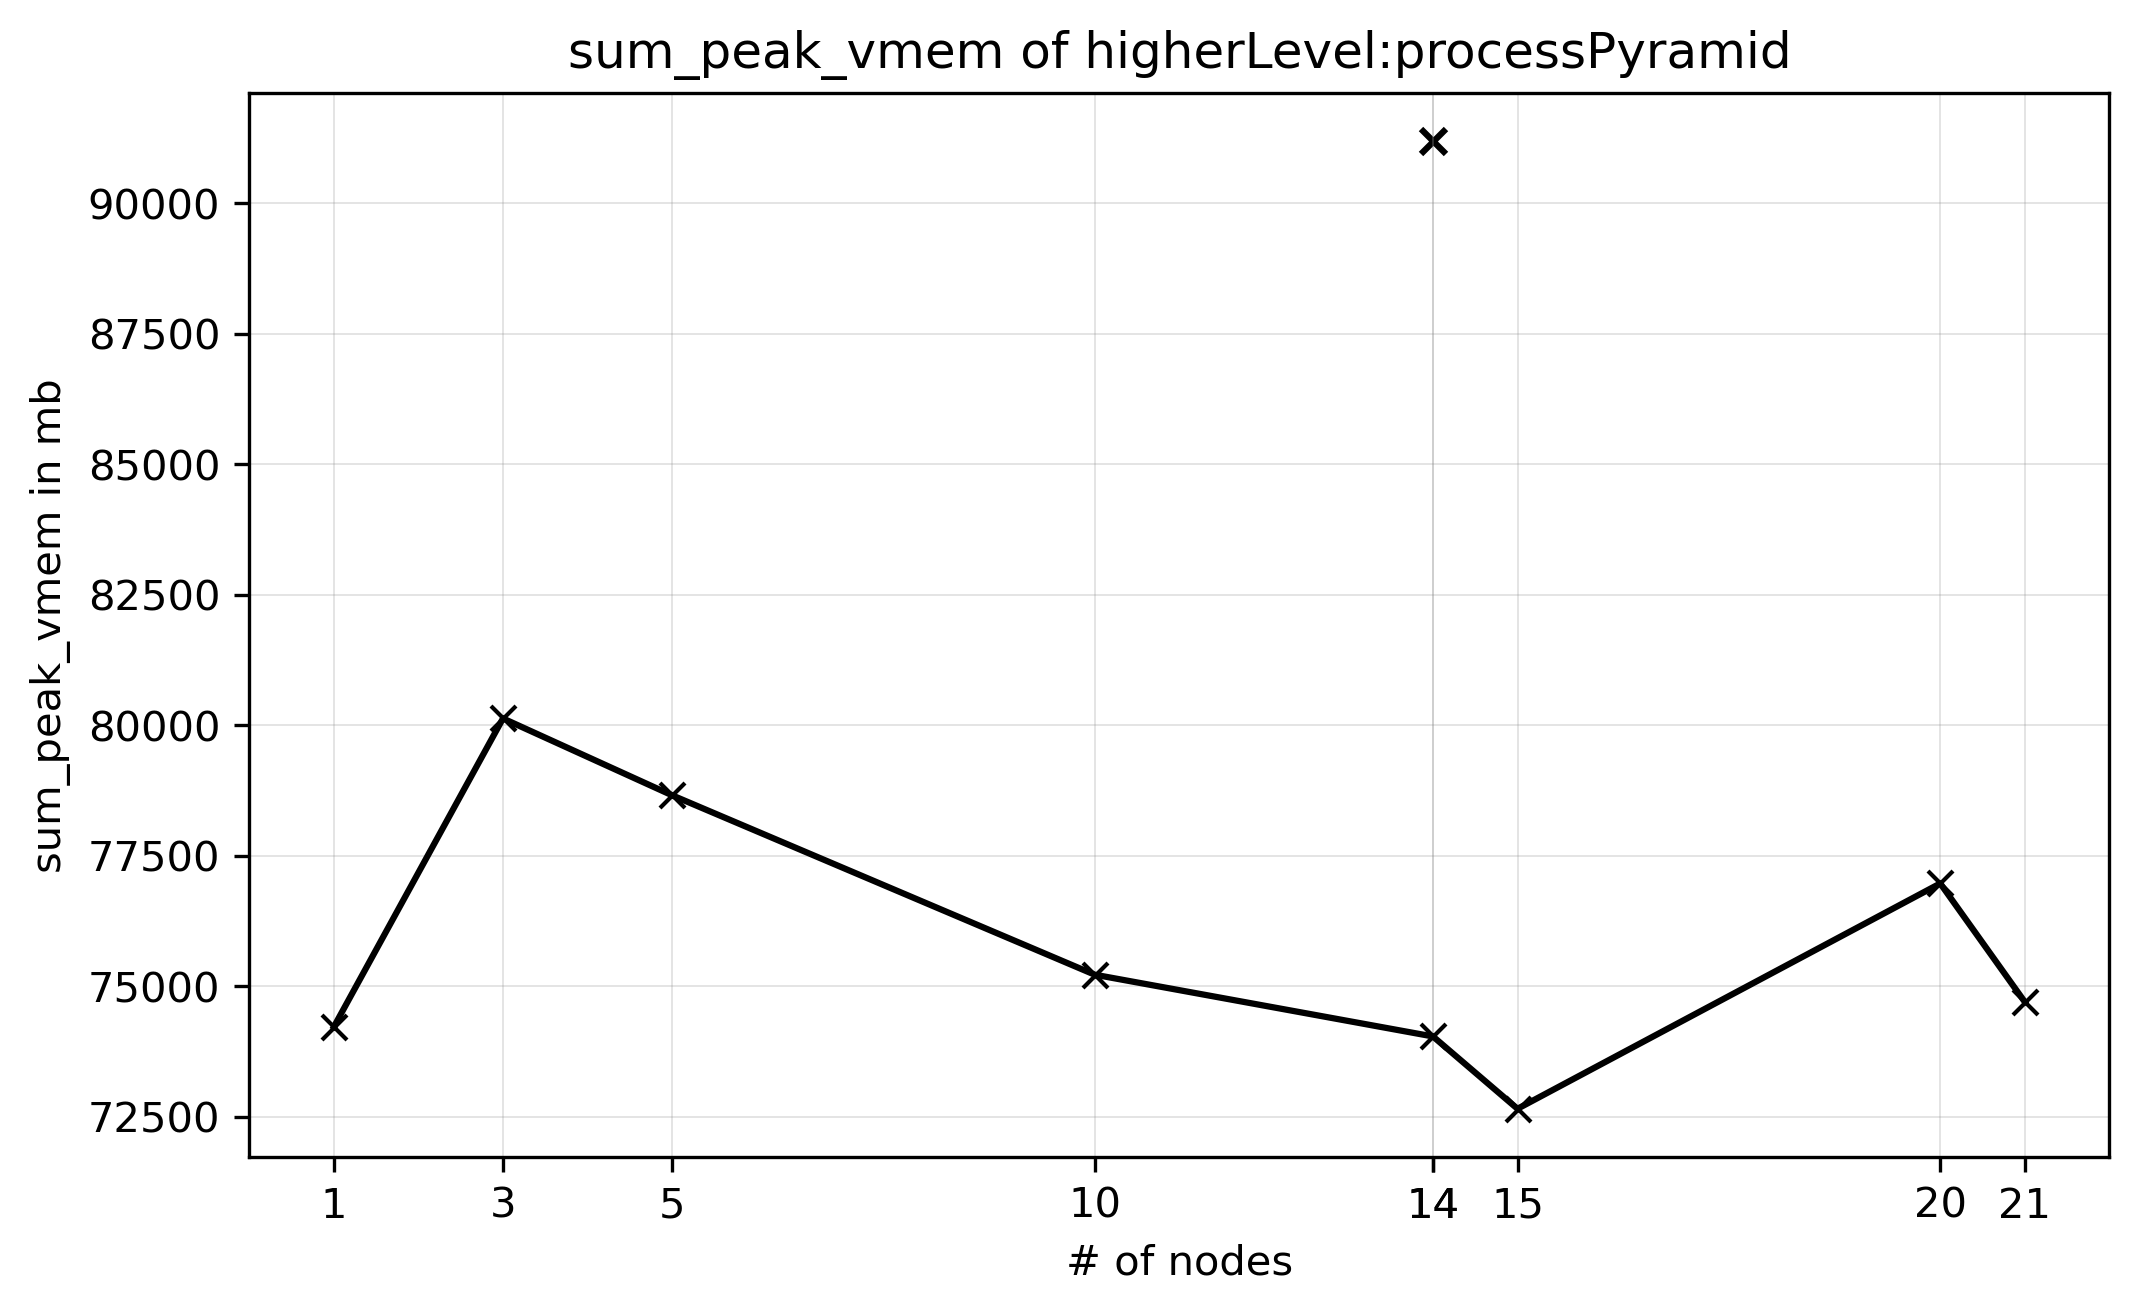 sum_peak_vmem of higherLevel:processPyramid
sum_peak_vmem in mb
90000
87500
85000
82500
80000
77500
75000
72500
1 3 5 10 14 15 20 21
# of nodes